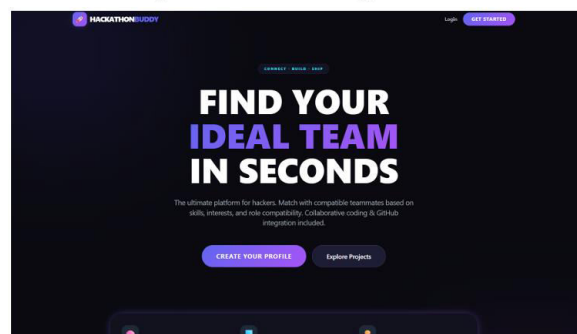 HACKATHONBUDDY
Login
GET STARTED
CONNECT · BUILD · SHIP
FIND YOUR
IDEAL TEAM
IN SECONDS
The ultimate platform for hackers. Match with compatible teammates based on
skills, interests, and role compatibility. Collaborative coding & GitHub
integration included.
CREATE YOUR PROFILE
Explore Projects